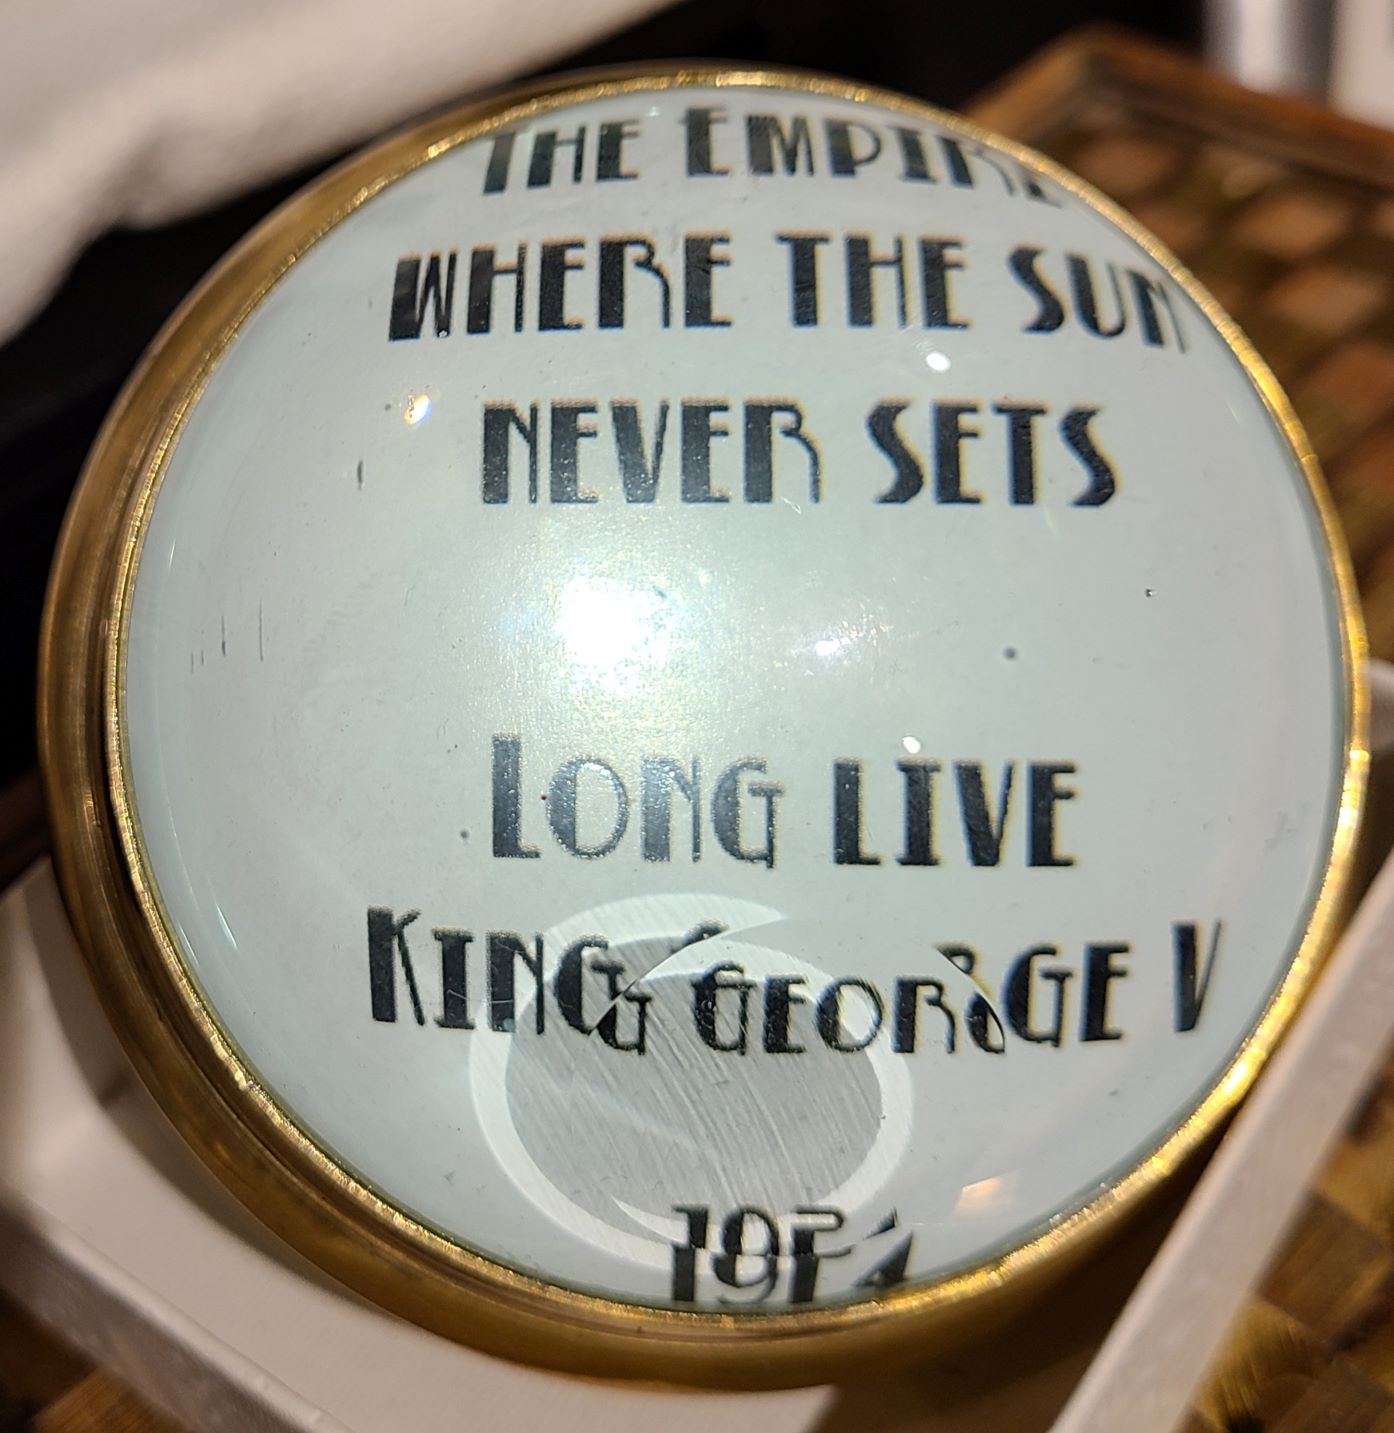 The Empire
where the sun
never sets
Long live
King George V